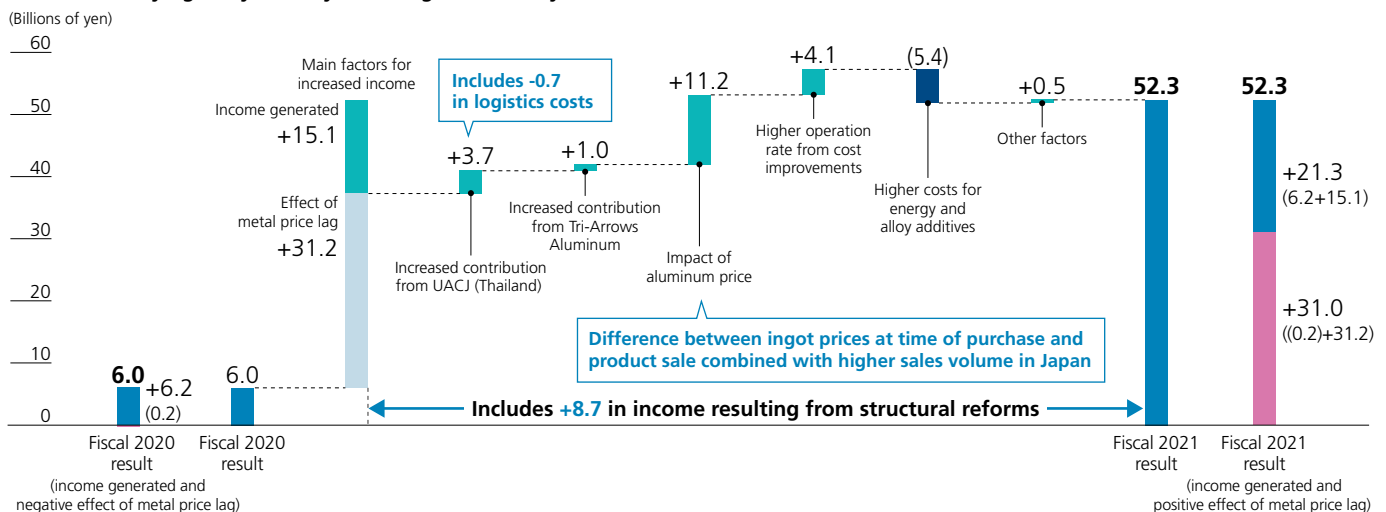 (Billions of yen)
60
50
40
30
20
10
0
6.0
+6.2
(0.2)
Fiscal 2020
result
(income generated and
negative effect of metal price lag)
6.0
Fiscal 2020
result
Main factors for
increased income
Income generated
+15.1
Effect of
metal price lag
+31.2
Includes -0.7
in logistics costs
+3.7
Increased contribution
from UACJ (Thailand)
+1.0
Increased contribution
from Tri-Arrows
Aluminum
+11.2
Impact of
aluminum price
Difference between ingot prices at time of purchase and
product sale combined with higher sales volume in Japan
+4.1
Higher operation
rate from cost
improvements
(5.4)
Higher costs for
energy and
alloy additives
+0.5
Other factors
Includes +8.7 in income resulting from structural reforms
52.3
Fiscal 2021
result
52.3
+21.3
(6.2+15.1)
+31.0
((0.2)+31.2)
Fiscal 2021
result
(income generated and
positive effect of metal price lag)